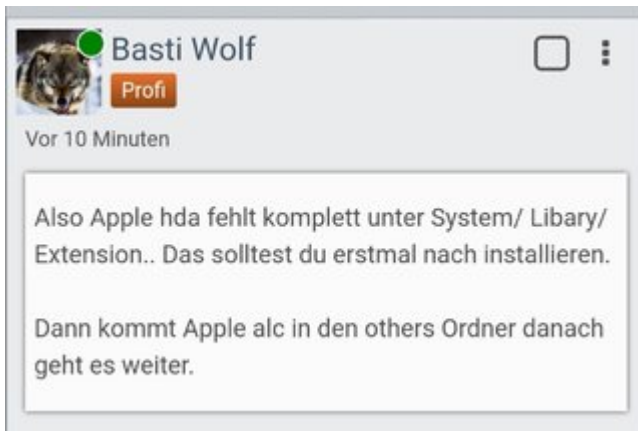 Basti Wolf
Profi
Vor 10 Minuten
Also Apple hda fehlt komplett unter System/ Libary/
Extension.. Das solltest du erstmal nach installieren.
Dann kommt Apple alc in den others Ordner danach
geht es weiter.